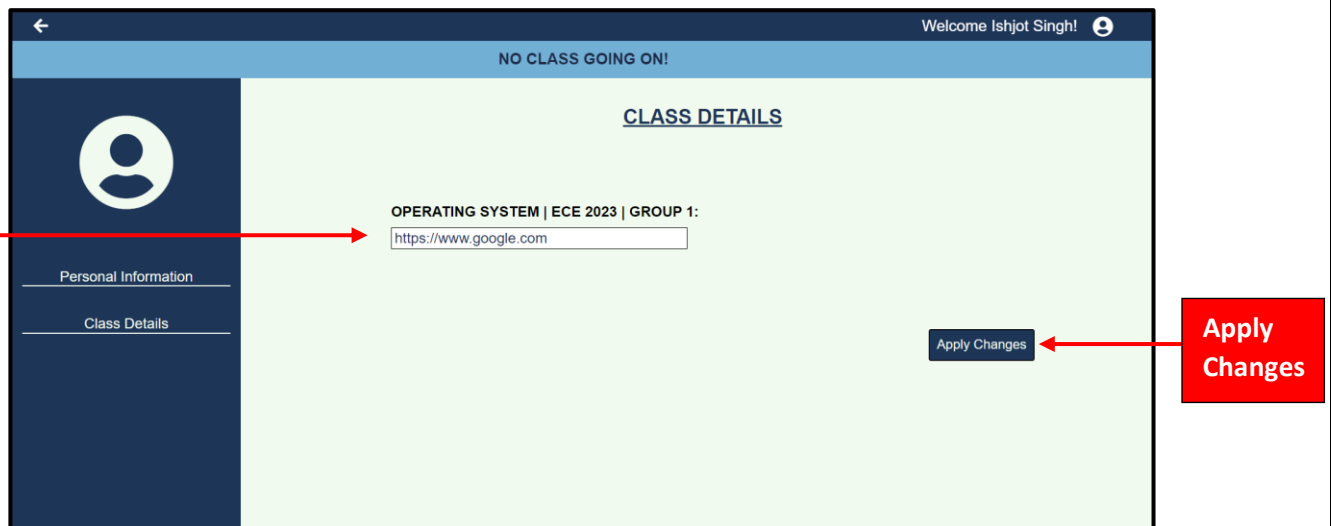 Welcome Ishjot Singh!
NO CLASS GOING ON!
CLASS DETAILS
OPERATING SYSTEM | ECE 2023 | GROUP 1:
https://www.google.com
Personal Information
Class Details
Apply Changes
Apply
Changes